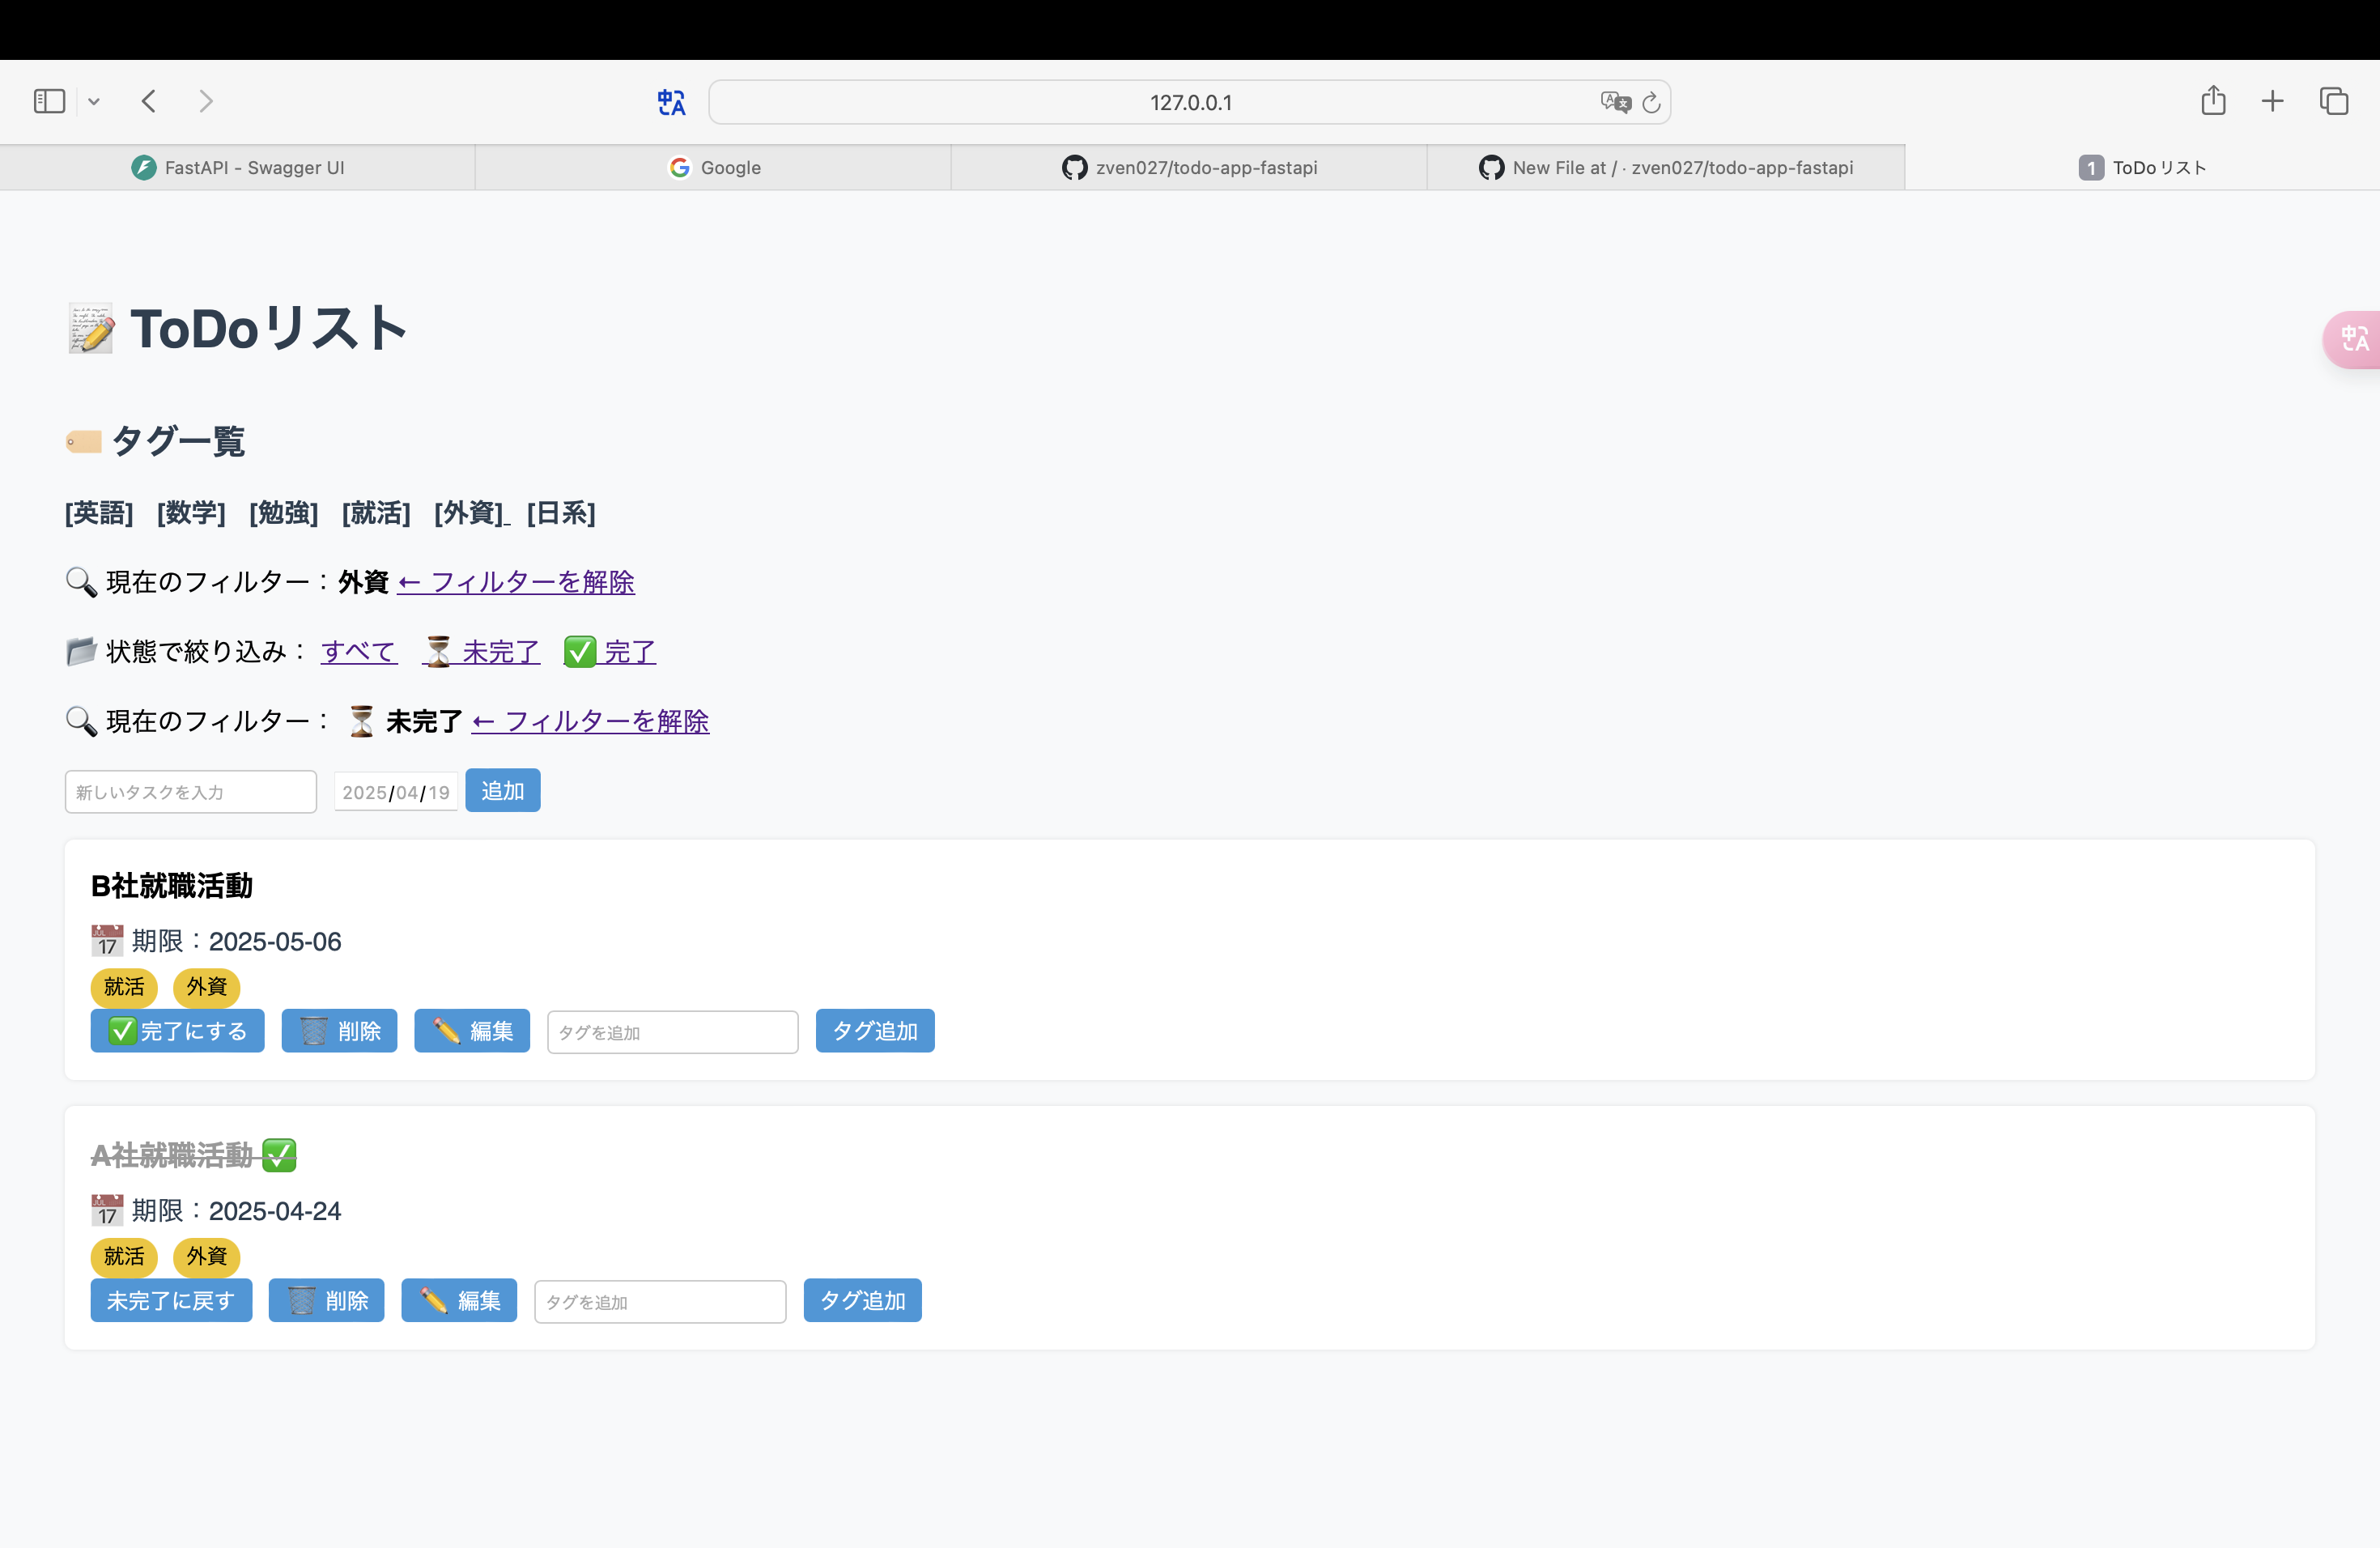 127.0.0.1
FastAPI - Swagger UI
Google
zven027/todo-app-fastapi
New File at / · zven027/todo-app-fastapi
1 ToDoリスト
📝 ToDoリスト
🏷️ タグ一覧
[英語] [数学] [勉強] [就活] [外資] [日系]
🔍 現在のフィルター：外資 ← フィルターを解除
📂 状態で絞り込み： すべて ⏳ 未完了 ✅ 完了
🔍 現在のフィルター： ⏳ 未完了 ← フィルターを解除
新しいタスクを入力 2025/04/19 追加
B社就職活動
📅 期限：2025-05-06
就活 外資
✅完了にする 🗑️ 削除 ✏️ 編集 タグを追加 タグ追加
A社就職活動 ✅
📅 期限：2025-04-24
就活 外資
未完了に戻す 🗑️ 削除 ✏️ 編集 タグを追加 タグ追加